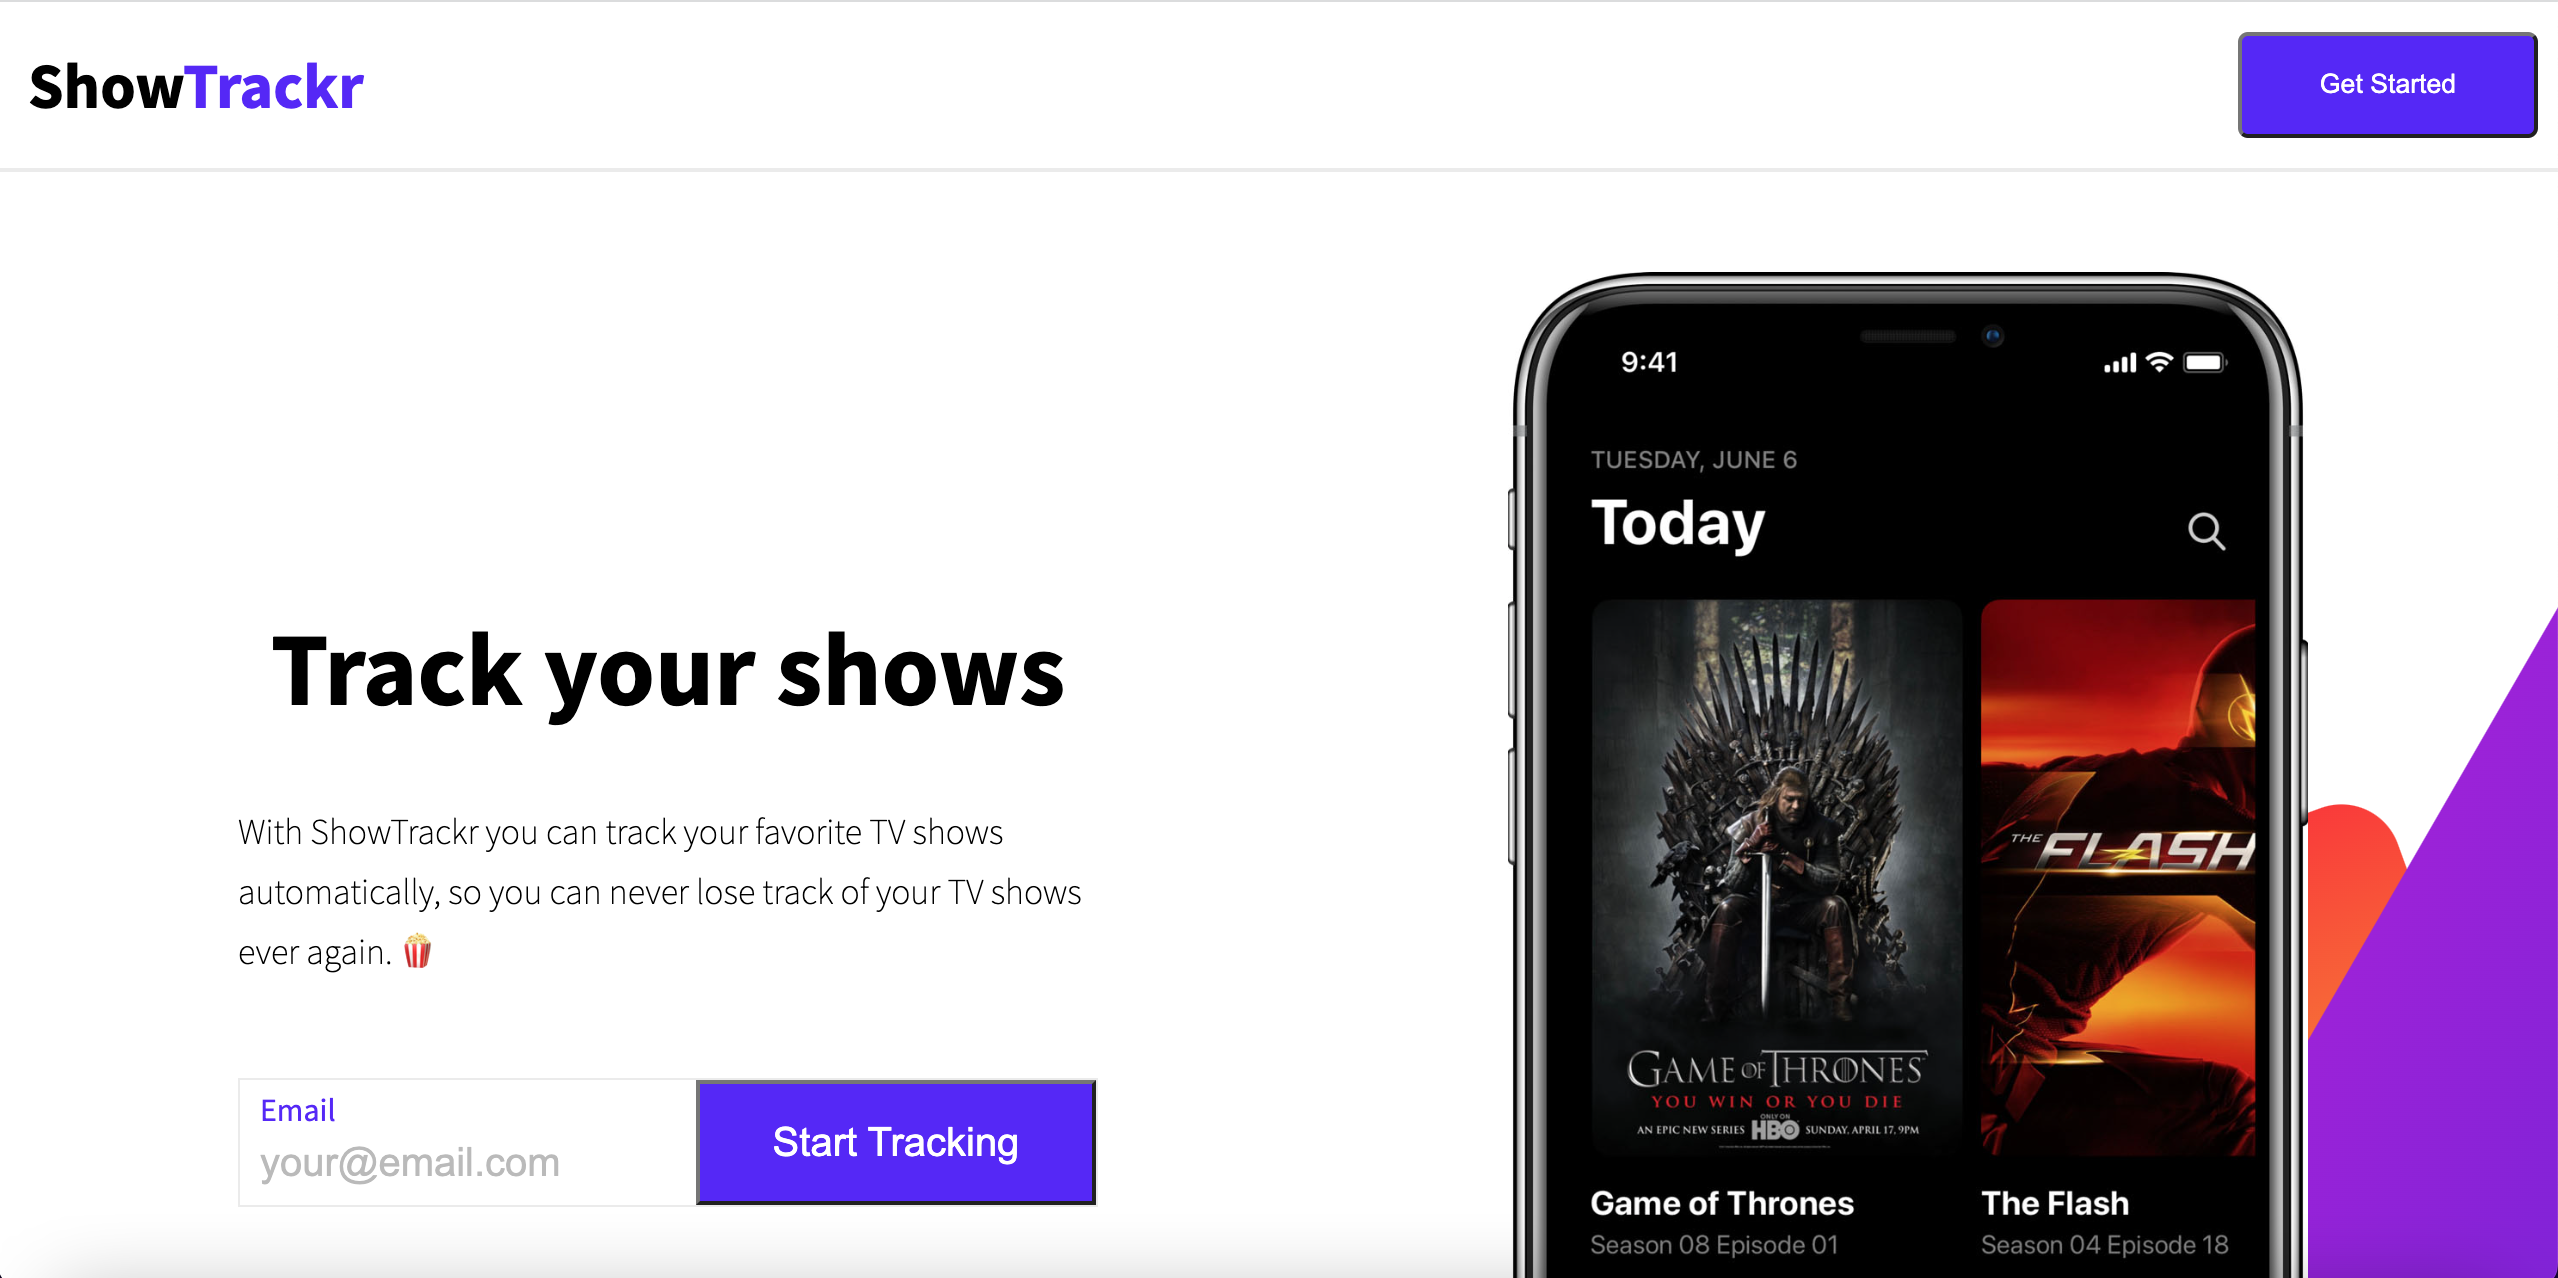 ShowTrackr
Get Started
Track your shows
With ShowTrackr you can track your favorite TV shows
automatically, so you can never lose track of your TV shows
ever again. 🍿
Email
your@email.com
Start Tracking
9:41
TUESDAY, JUNE 6
Today
GAME OF THRONES
YOU WIN OR YOU DIE
ONLY ON
AN EPIC NEW SERIES HBO SUNDAY, APRIL 17, 9PM
THE FLASH
Game of Thrones
Season 08 Episode 01
The Flash
Season 04 Episode 18